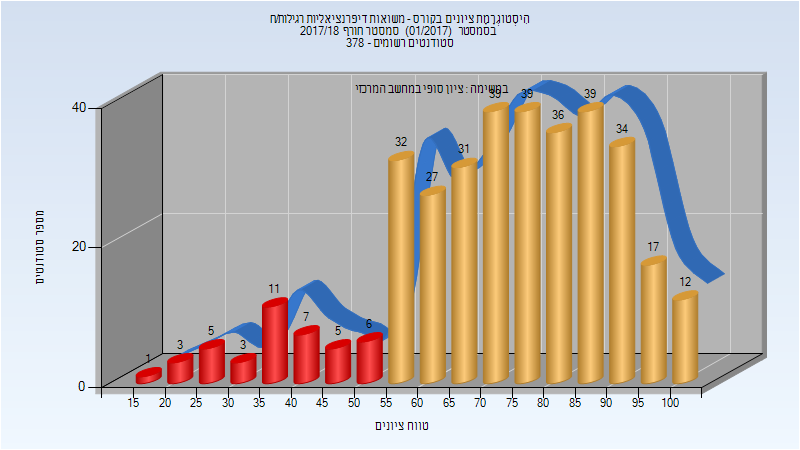 היסטוגרמת ציונים בקורס - משוואות דיפרנציאליות רגילות/ח
בסמסטר (01/2017) סמסטר חורף 2017/18
סטודנטים רשומים - 378
במשימה : ציון סופי במחשב המרכזי
מספר סטודנטים
40
20
0
1 3 5 3 11 7 5 6 32 27 31 39 39 36 39 34 17 12
15 20 25 30 35 40 45 50 55 60 65 70 75 80 85 90 95 100
טווח ציונים